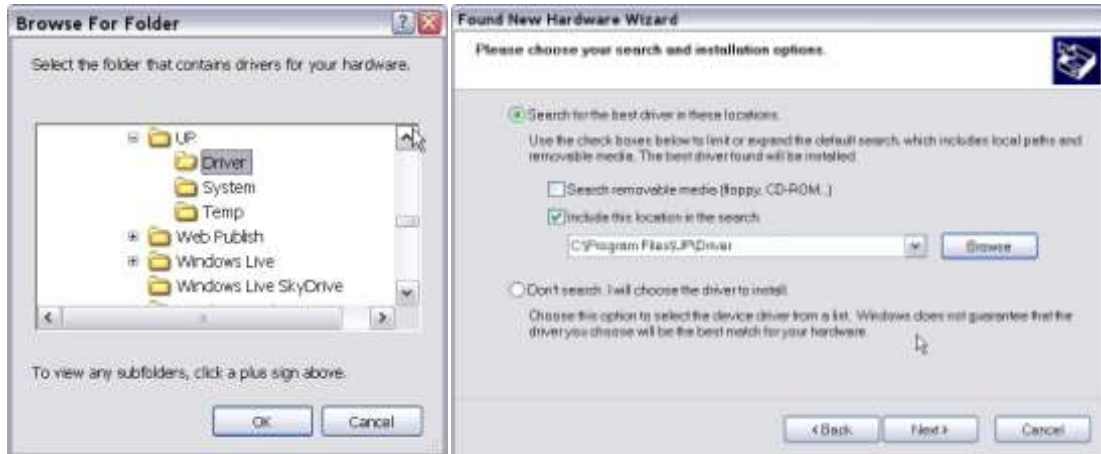 Browse For Folder
Select the folder that contains drivers for your hardware.
UP
Driver
System
Temp
Web Publish
Windows Live
Windows Live SkyDrive
To view any subfolders, click a plus sign above.
OK
Cancel
Found New Hardware Wizard
Please choose your search and installation options.
Search for the best driver in these locations.
Use the check boxes below to limit or expand the default search, which includes local paths and
removable media. The best driver found will be installed.
Search removable media (floppy, CD-ROM...)
Include this location in the search:
C:\Program Files\UP\Driver
Browse
Don't search. I will choose the driver to install.
Choose this option to select the device driver from a list. Windows does not guarantee that the
driver you choose will be the best match for your hardware.
< Back
Next >
Cancel